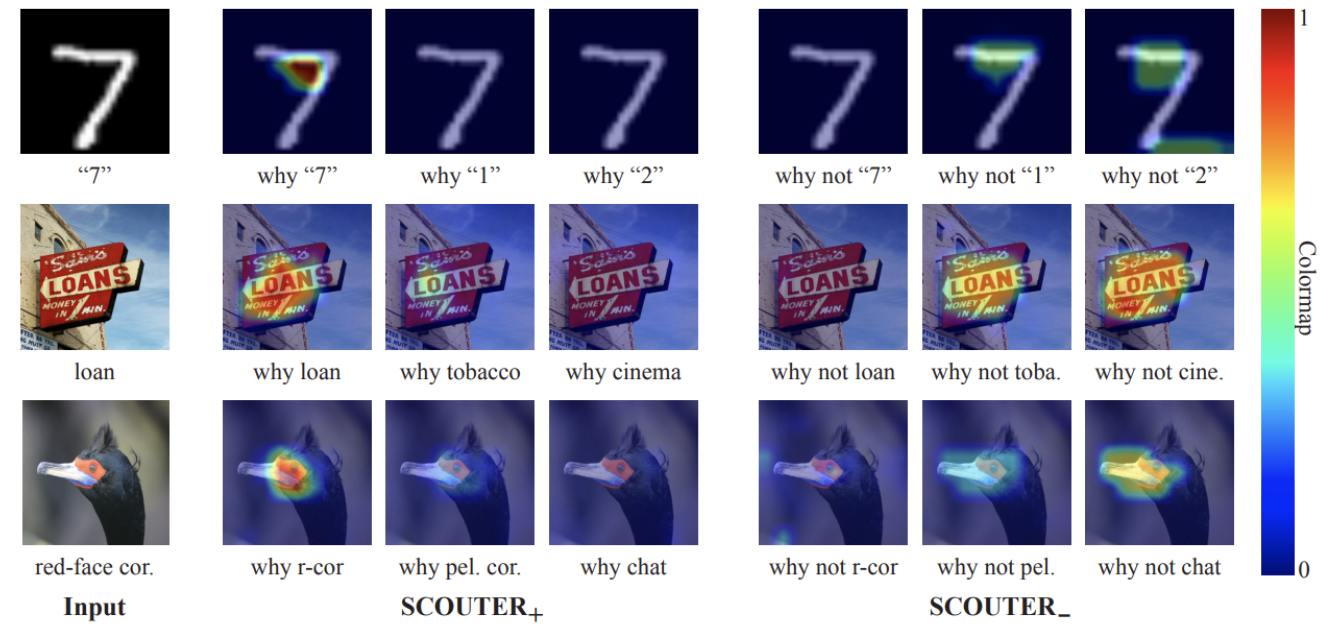 “7”
why “7”
why “1”
why “2”
why not “7”
why not “1”
why not “2”
Sam's
LOANS
MONEY
IN 1 MIN.
loan
why loan
why tobacco
why cinema
why not loan
why not toba.
why not cine.
red-face cor.
why r-cor
why pel. cor.
why chat
why not r-cor
why not pel.
why not chat
Input
SCOUTER+
SCOUTER−
1
Colormap
0